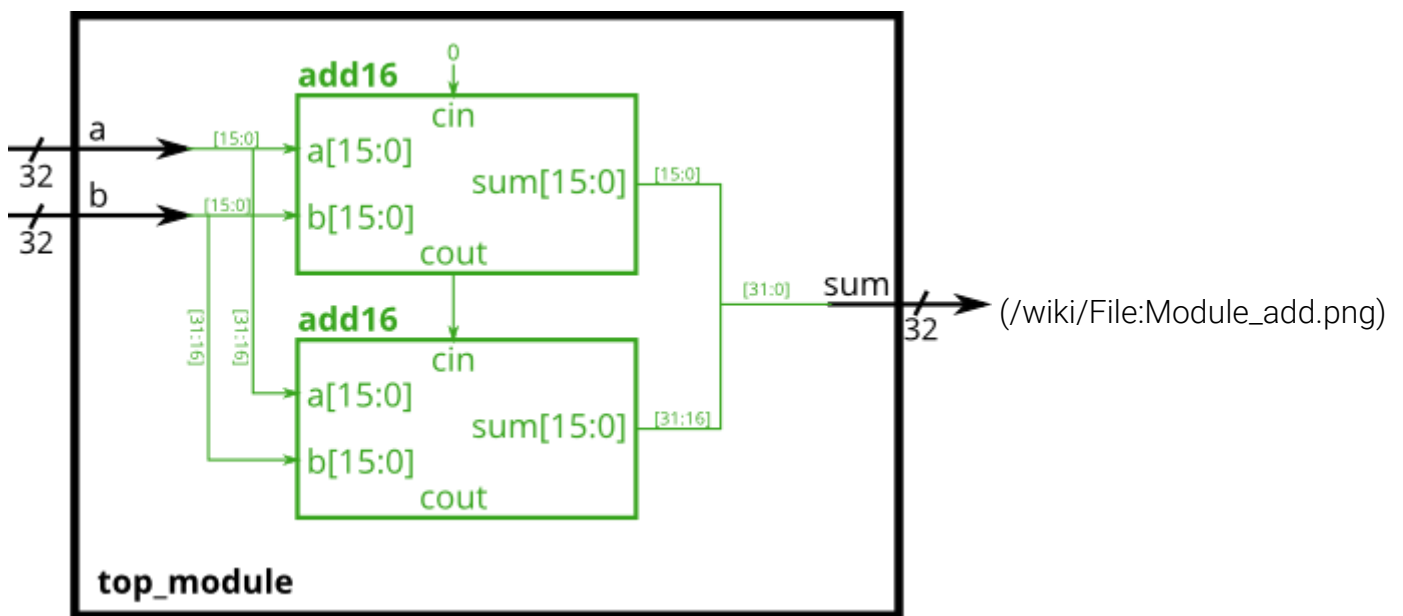 0
add16
cin
a
[15:0]
a[15:0]
32
sum[15:0]
[15:0]
b
[15:0]
b[15:0]
32
cout
[31:0]
sum
32
(/wiki/File:Module_add.png)
[31:16]
[31:16]
add16
cin
a[15:0]
sum[15:0]
[31:16]
b[15:0]
cout
top_module